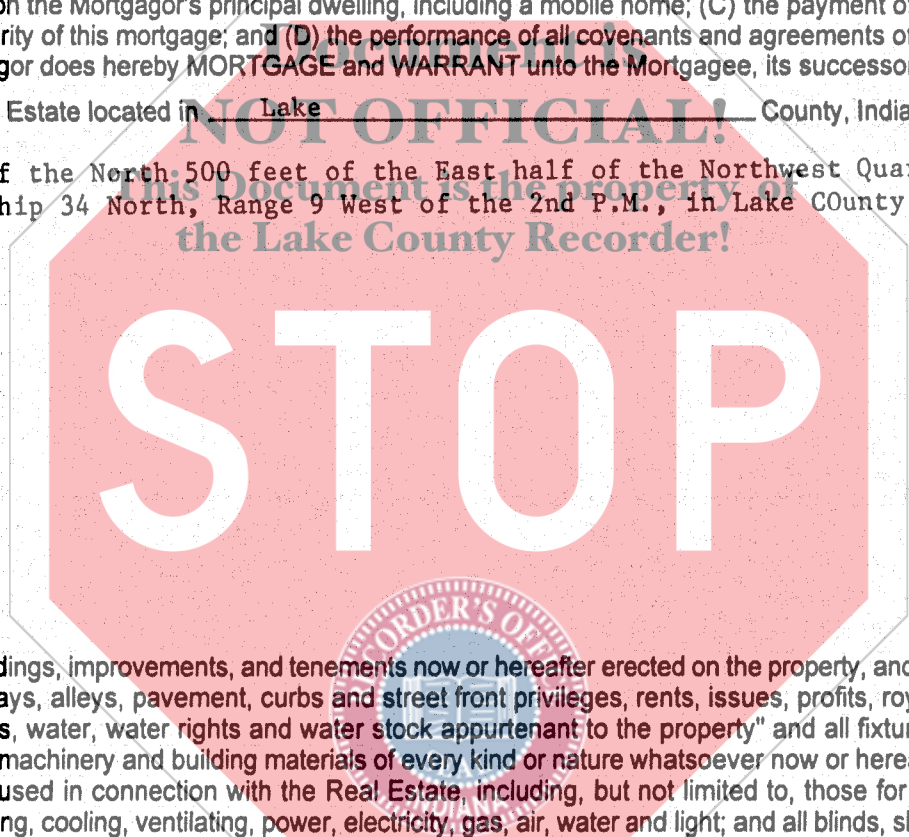 on the Mortgagor's principal dwelling, including a mobile home; (C) the payment of
rity of this mortgage; and (D) the performance of all covenants and agreements of
gor does hereby MORTGAGE and WARRANT unto the Mortgagee, its successor
Document is
Estate located in Lake County, India
NOT OFFICIAL!
f the North 500 feet of the East half of the Northwest Quar
This Document is the property of
hip 34 North, Range 9 West of the 2nd P.M., in Lake COunty
the Lake County Recorder!
STOP
RECORDER'S OF
dings, improvements, and tenements now or hereafter erected on the property, and
ays, alleys, pavement, curbs and street front privileges, rents, issues, profits, roy
s, water, water rights and water stock appurtenant to the property" and all fixtur
machinery and building materials of every kind or nature whatsoever now or herea
used in connection with the Real Estate, including, but not limited to, those for
INDIANA
ng, cooling, ventilating, power, electricity, gas, air, water and light; and all blinds, sh